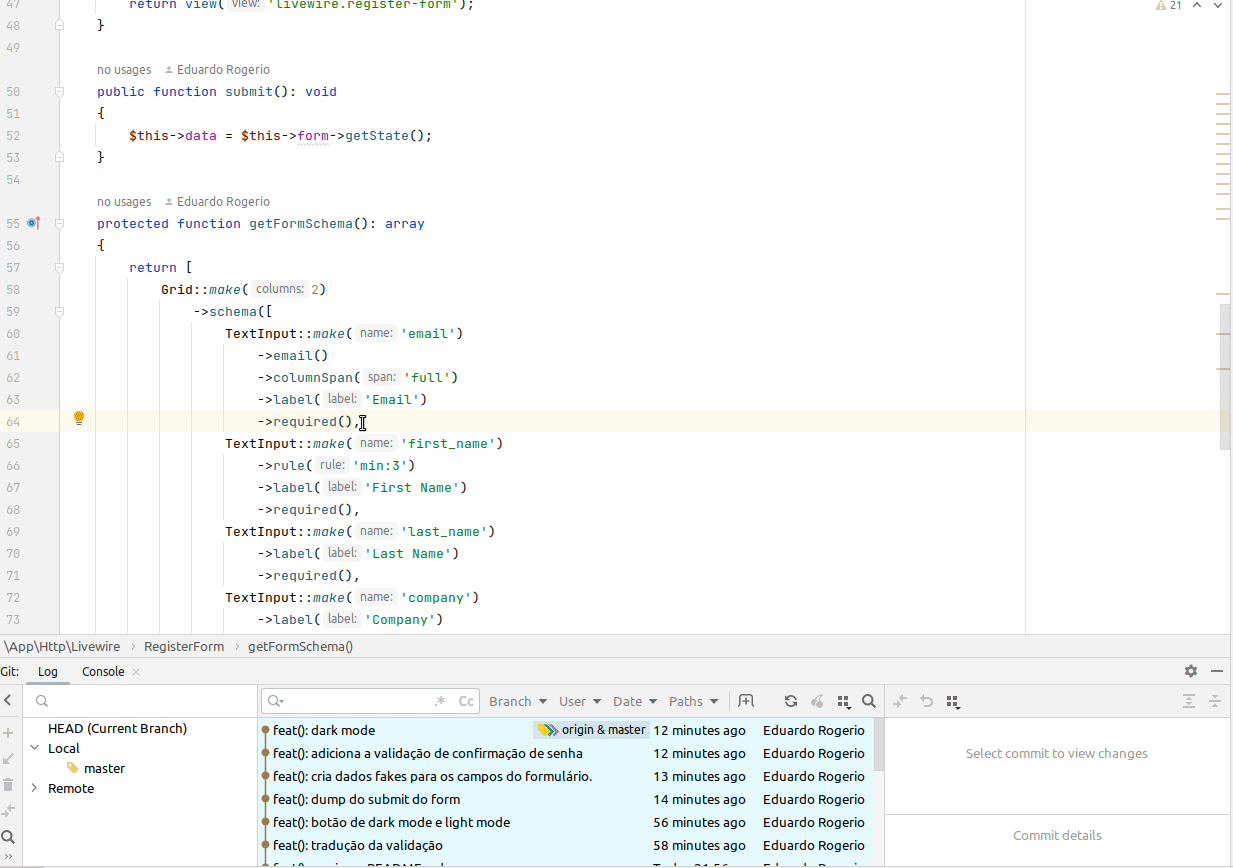 47 return view( view: 'livewire.register-form');
21
48 }
49
no usages Eduardo Rogerio
50 public function submit(): void
51 {
52 $this->data = $this->form->getState();
53 }
54
no usages Eduardo Rogerio
55 protected function getFormSchema(): array
56 {
57 return [
58 Grid::make( columns: 2)
59 ->schema([
60 TextInput::make( name: 'email')
61 ->email()
62 ->columnSpan( span: 'full')
63 ->label( label: 'Email')
64 ->required(),
65 TextInput::make( name: 'first_name')
66 ->rule( rule: 'min:3')
67 ->label( label: 'First Name')
68 ->required(),
69 TextInput::make( name: 'last_name')
70 ->label( label: 'Last Name')
71 ->required(),
72 TextInput::make( name: 'company')
73 ->label( label: 'Company')
\App\Http\Livewire › RegisterForm › getFormSchema()
Git: Log Console
.* Cc Branch User Date Paths
HEAD (Current Branch)
Local
master
Remote
feat(): dark mode origin & master 12 minutes ago Eduardo Rogerio
feat(): adiciona a validação de confirmação de senha 12 minutes ago Eduardo Rogerio
feat(): cria dados fakes para os campos do formulário. 13 minutes ago Eduardo Rogerio
feat(): dump do submit do form 14 minutes ago Eduardo Rogerio
feat(): botão de dark mode e light mode 56 minutes ago Eduardo Rogerio
feat(): tradução da validação 58 minutes ago Eduardo Rogerio
Select commit to view changes
Commit details